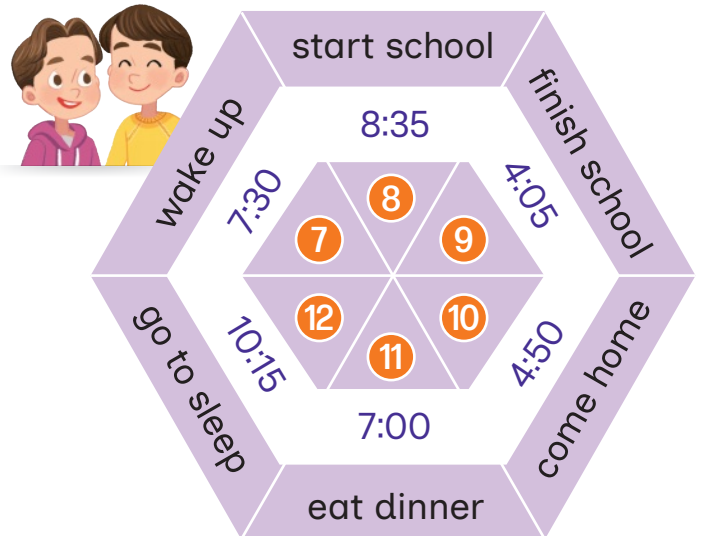 start school
8:35
8
finish school
4:05
9
come home
4:50
10
eat dinner
7:00
11
go to sleep
10:15
12
wake up
7:30
7